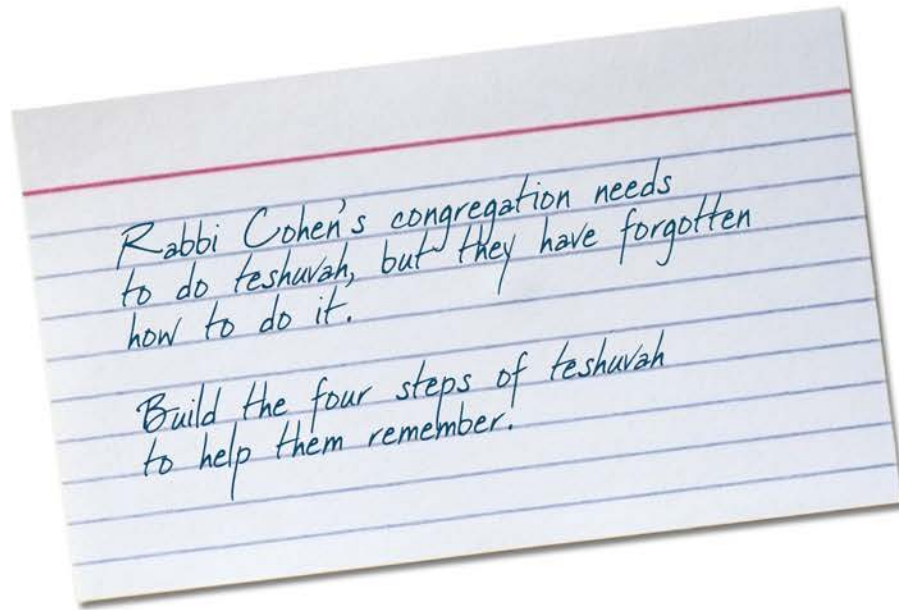 Rabbi Cohen's congregation needs
to do teshuvah, but they have forgotten
how to do it.
Build the four steps of teshuvah
to help them remember.